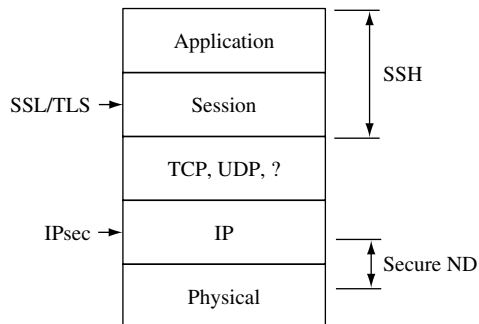 Application
SSH
SSL/TLS
Session
TCP, UDP, ?
IPsec
IP
Secure ND
Physical